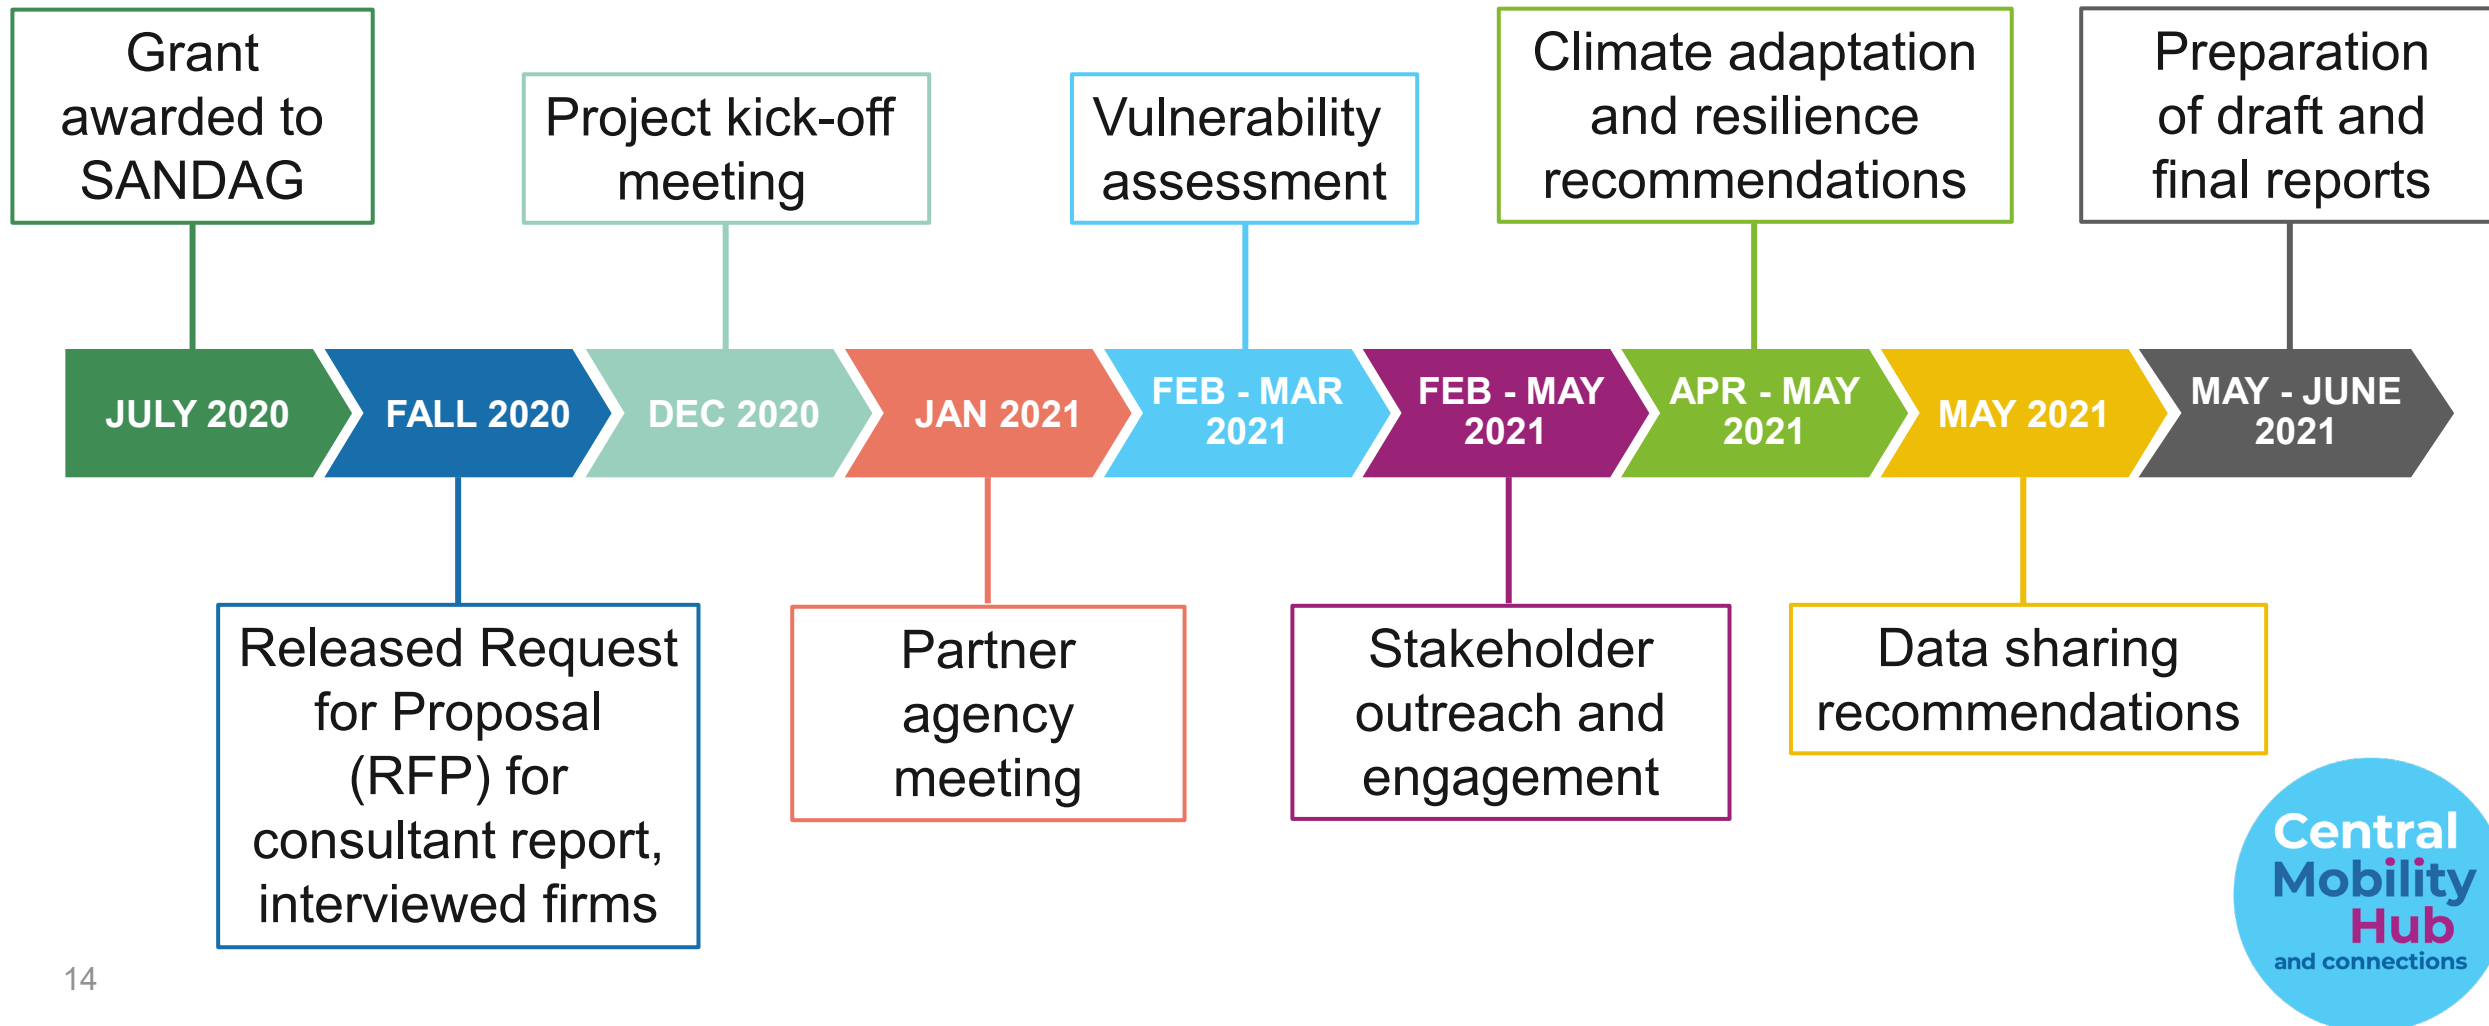 Grant
awarded to
SANDAG
Project kick-off
meeting
Vulnerability
assessment
Climate adaptation
and resilience
recommendations
Preparation
of draft and
final reports
JULY 2020
FALL 2020
DEC 2020
JAN 2021
FEB - MAR
2021
FEB - MAY
2021
APR - MAY
2021
MAY 2021
MAY - JUNE
2021
Released Request
for Proposal
(RFP) for
consultant report,
interviewed firms
Partner
agency
meeting
Stakeholder
outreach and
engagement
Data sharing
recommendations
Central
Mobility
Hub
and connections
14